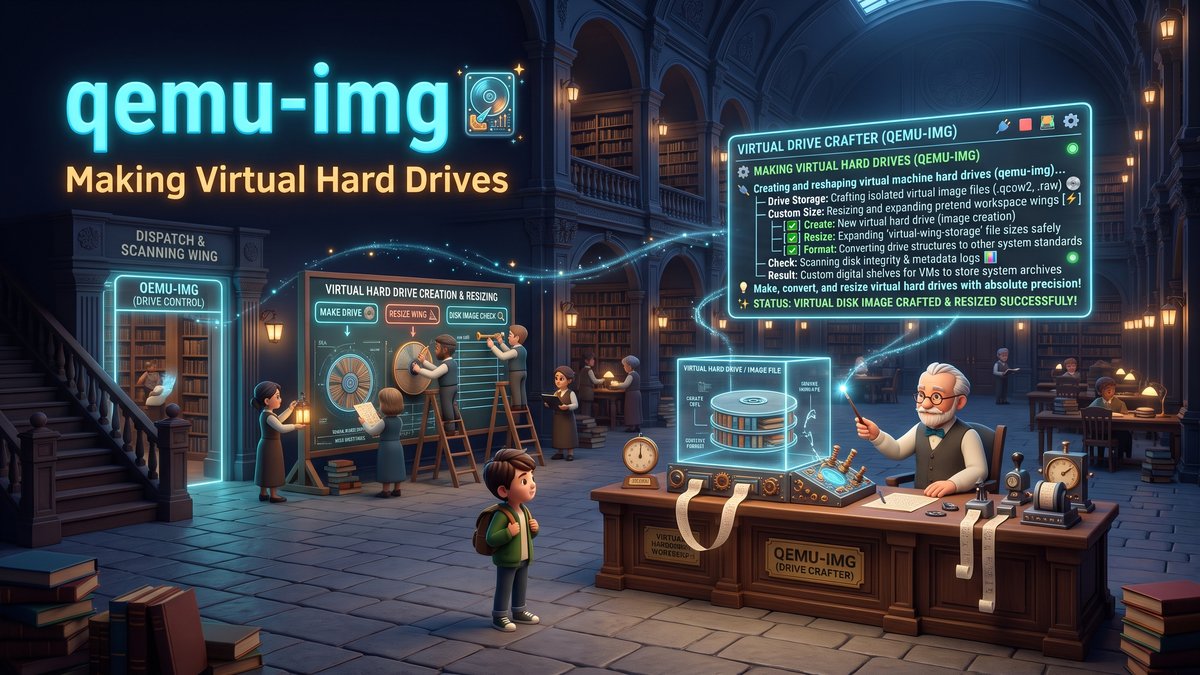 qemu-img
Making Virtual Hard Drives
DISPATCH &
SCANNING WING
QEMU-IMG
(DRIVE CONTROL)
VIRTUAL HARD DRIVE CREATION & RESIZING
MAKE DRIVE
RESIZE WING
DISK IMAGE CHECK
VIRTUAL DRIVE CRAFTER (QEMU-IMG)
MAKING VIRTUAL HARD DRIVES (QEMU-IMG)
Creating and reshaping virtual machine hard drives (qemu-img)...
Drive Storage: Crafting isolated virtual image files (.qcow2, .raw)
Custom Size: Resizing and expanding pretend workspace wings [⚡]
[✅] Create: New virtual hard drive (image creation)
[✅] Resize: Expanding 'virtual-wing-storage' file sizes safely
[✅] Format: Converting drive structures to other system standards
Check: Scanning disk integrity & metadata logs
Result: Custom digital shelves for VMs to store system archives
Make, convert, and resize virtual hard drives with absolute precision!
STATUS: VIRTUAL DISK IMAGE CRAFTED & RESIZED SUCCESSFULY!
VIRTUAL HARD DRIVE / IMAGE FILE
QEMU-IMG
(DRIVE CRAFTER)